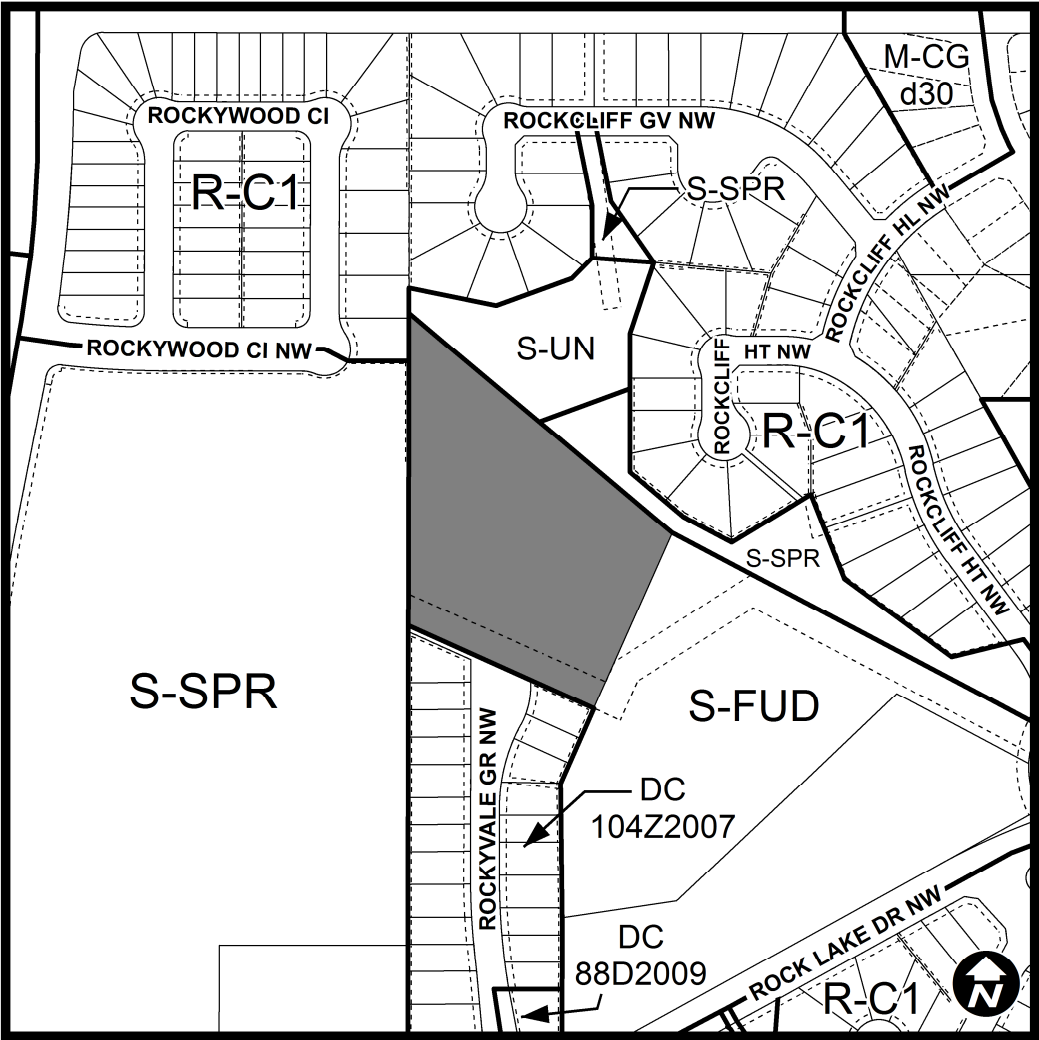 M-CG
d30
ROCKYWOOD CI
ROCKCLIFF GV NW
R-C1
S-SPR
ROCKCLIFF HL NW
ROCKYWOOD CI NW
S-UN
ROCKCLIFF
HT NW
R-C1
ROCKCLIFF HT NW
S-SPR
S-SPR
S-FUD
ROCKYVALE GR NW
DC
104Z2007
DC
88D2009
ROCK LAKE DR NW
R-C1
N